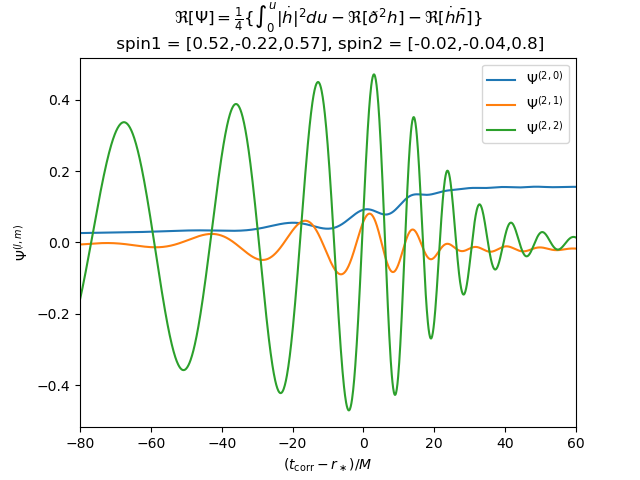 ℜ[Ψ] = 1/4{∫₀ᵘ|ḣ|²du − ℜ[ð²h] − ℜ[ḣh̄]}
spin1 = [0.52,-0.22,0.57], spin2 = [-0.02,-0.04,0.8]
Ψ⁽²,⁰⁾
Ψ⁽²,¹⁾
Ψ⁽²,²⁾
Ψ⁽ˡ,ᵐ⁾
0.4
0.2
0.0
−0.2
−0.4
−80 −60 −40 −20 0 20 40 60
(t_corr − r_*)/M